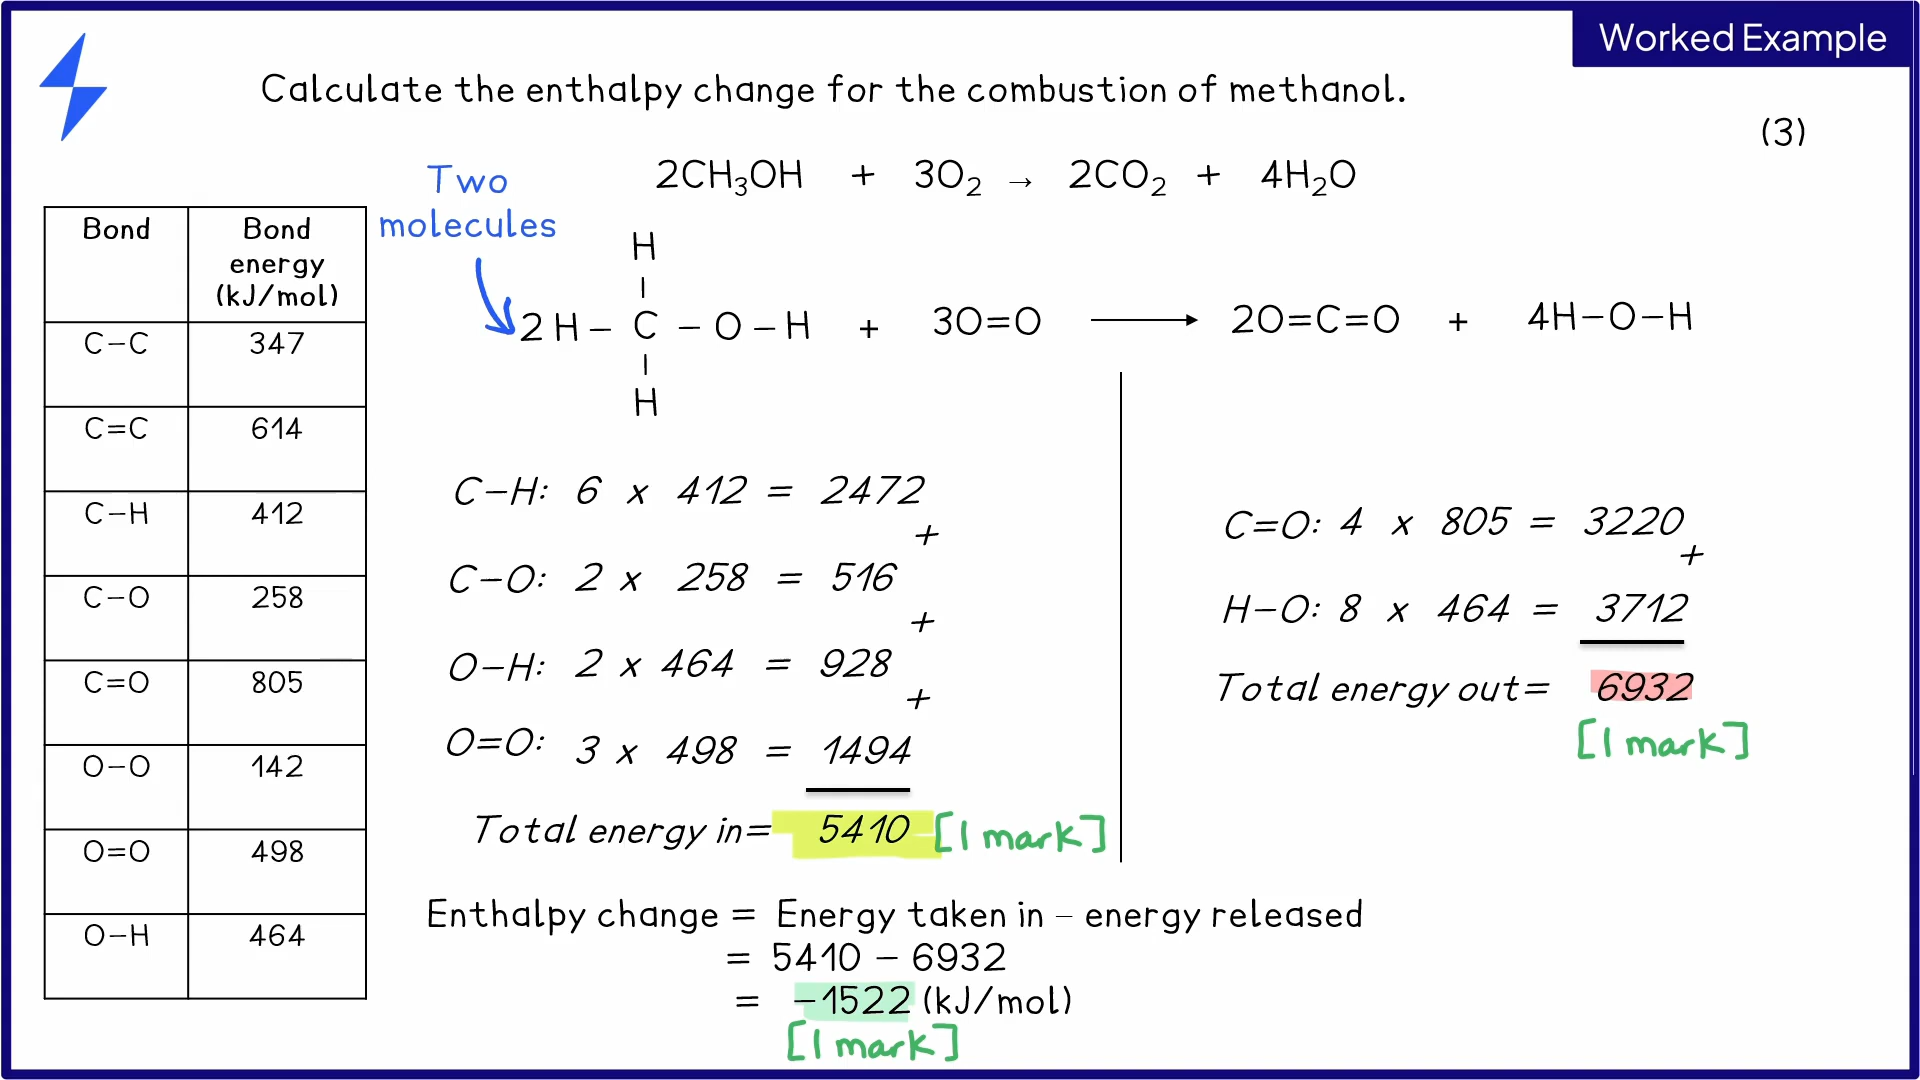 Worked Example
Calculate the enthalpy change for the combustion of methanol.
(3)
2CH₃OH + 3O₂ → 2CO₂ + 4H₂O
Two
molecules
H
|
2 H – C – O – H + 3O=O ⟶ 2O=C=O + 4H–O–H
|
H
Bond Bond energy (kJ/mol)
C–C 347
C=C 614
C–H 412
C–O 258
C=O 805
O–O 142
O=O 498
O–H 464
C–H: 6 x 412 = 2472
+
C–O: 2 x 258 = 516
+
O–H: 2 x 464 = 928
+
O=O: 3 x 498 = 1494
Total energy in= 5410 [1 mark]
C=O: 4 x 805 = 3220
+
H–O: 8 x 464 = 3712
Total energy out= 6932
[1 mark]
Enthalpy change = Energy taken in – energy released
= 5410 – 6932
= –1522 (kJ/mol)
[1 mark]